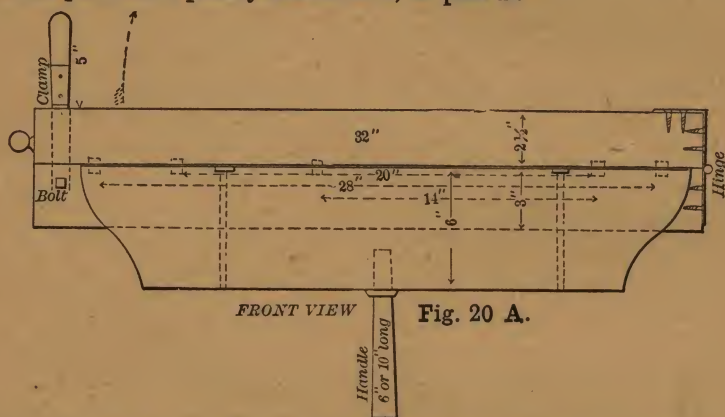 Clamp
5"
32"
2½"
20"
28"
14"
6"
3"
Bolt
Hinge
FRONT VIEW
Fig. 20 A.
Handle
6" or 10" long